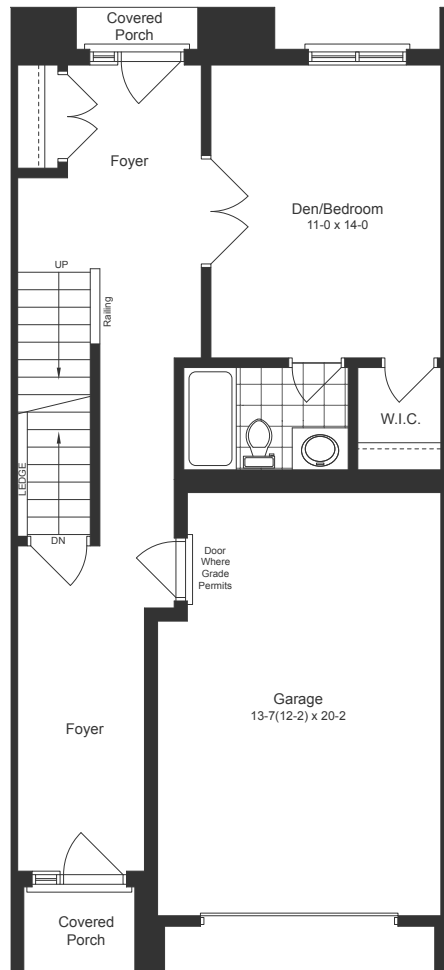 Covered
Porch
Foyer
Den/Bedroom
11-0 x 14-0
UP
Railing
W.I.C.
LEDGE
DN
Door
Where
Grade
Permits
Garage
13-7(12-2) x 20-2
Foyer
Covered
Porch